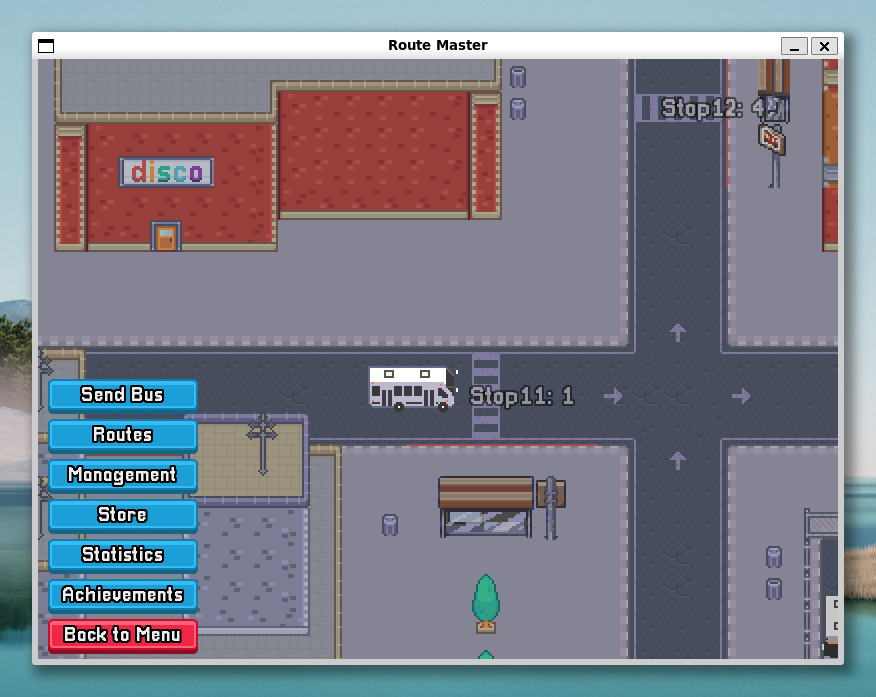 Route Master
Stop12: 4
disco
Send Bus
Stop11: 1
Routes
Management
Store
Statistics
Achievements
Back to Menu